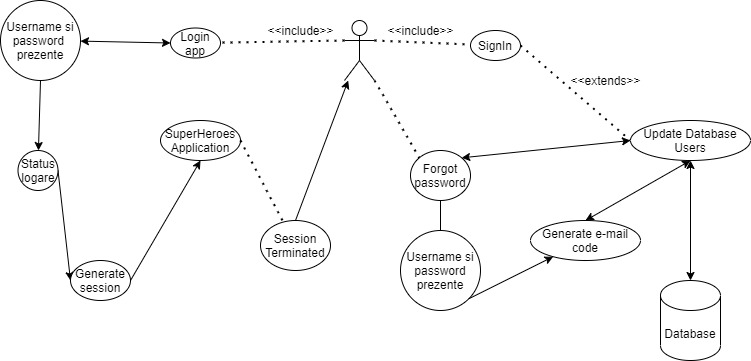 Username si
password
prezente
Login
app
<<include>>
<<include>>
SignIn
<<extends>>
SuperHeroes
Application
Update Database
Users
Status
logare
Forgot
password
Session
Terminated
Generate e-mail
code
Username si
password
prezente
Generate
session
Database